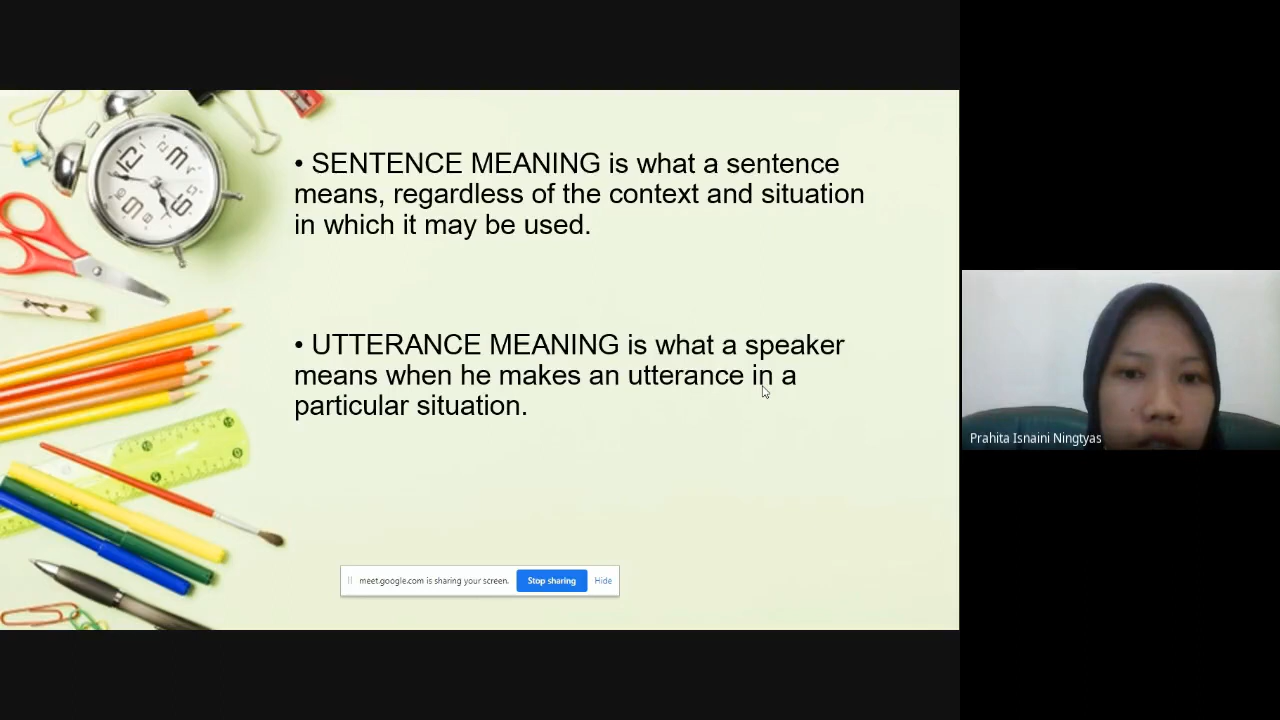 • SENTENCE MEANING is what a sentence
means, regardless of the context and situation
in which it may be used.
• UTTERANCE MEANING is what a speaker
means when he makes an utterance in a
particular situation.
meet.google.com is sharing your screen. Stop sharing Hide
Prahita Isnaini Ningtyas